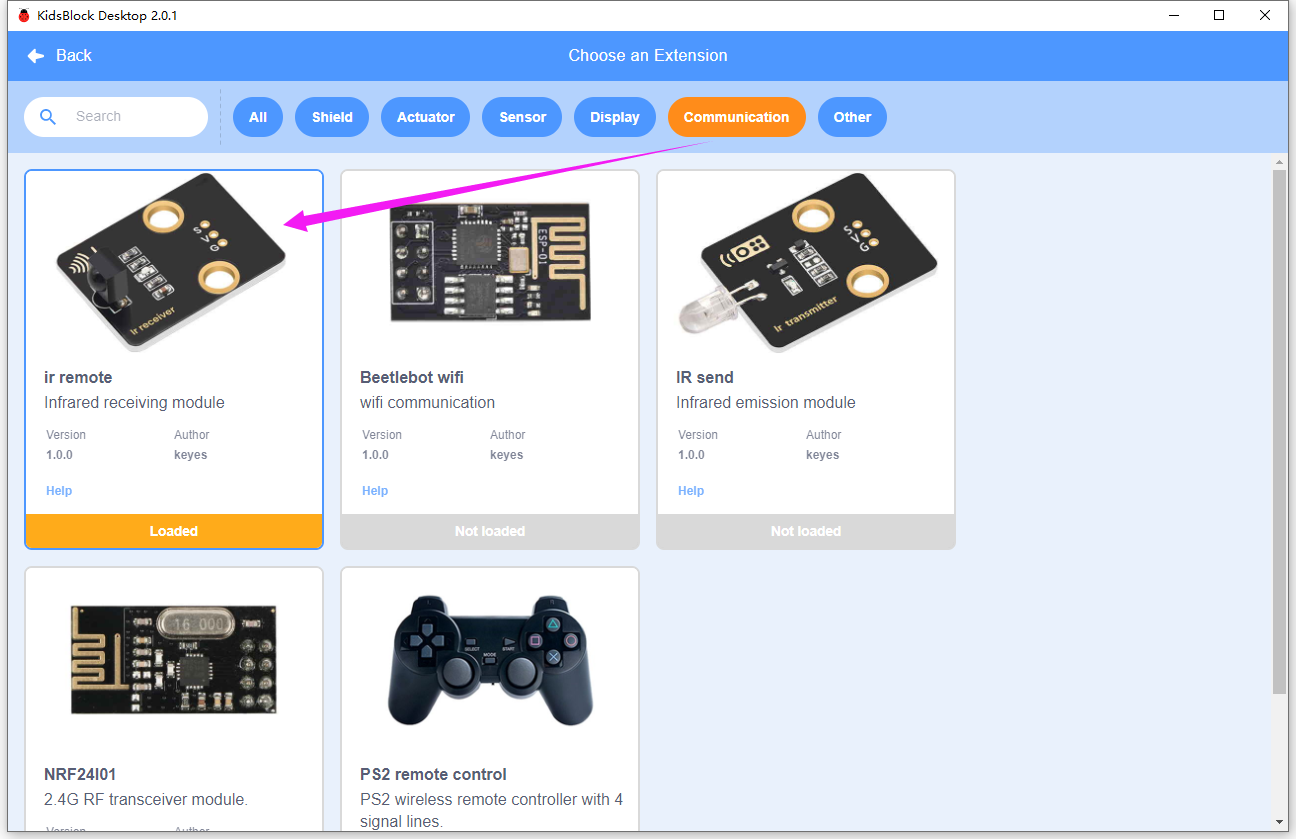 KidsBlock Desktop 2.0.1
Back
Choose an Extension
Search
All
Shield
Actuator
Sensor
Display
Communication
Other
S
V
G
ir receiver
ESP-01
S
V
G
Ir transmitter
ir remote
Infrared receiving module
Version
Author
1.0.0
keyes
Help
Loaded
Beetlebot wifi
wifi communication
Version
Author
1.0.0
keyes
Help
Not loaded
IR send
Infrared emission module
Version
Author
1.0.0
keyes
Help
Not loaded
16 000
NRF24l01
2.4G RF transceiver module.
Version
Author
SELECT
MODE
START
PS2 remote control
PS2 wireless remote controller with 4
signal lines.